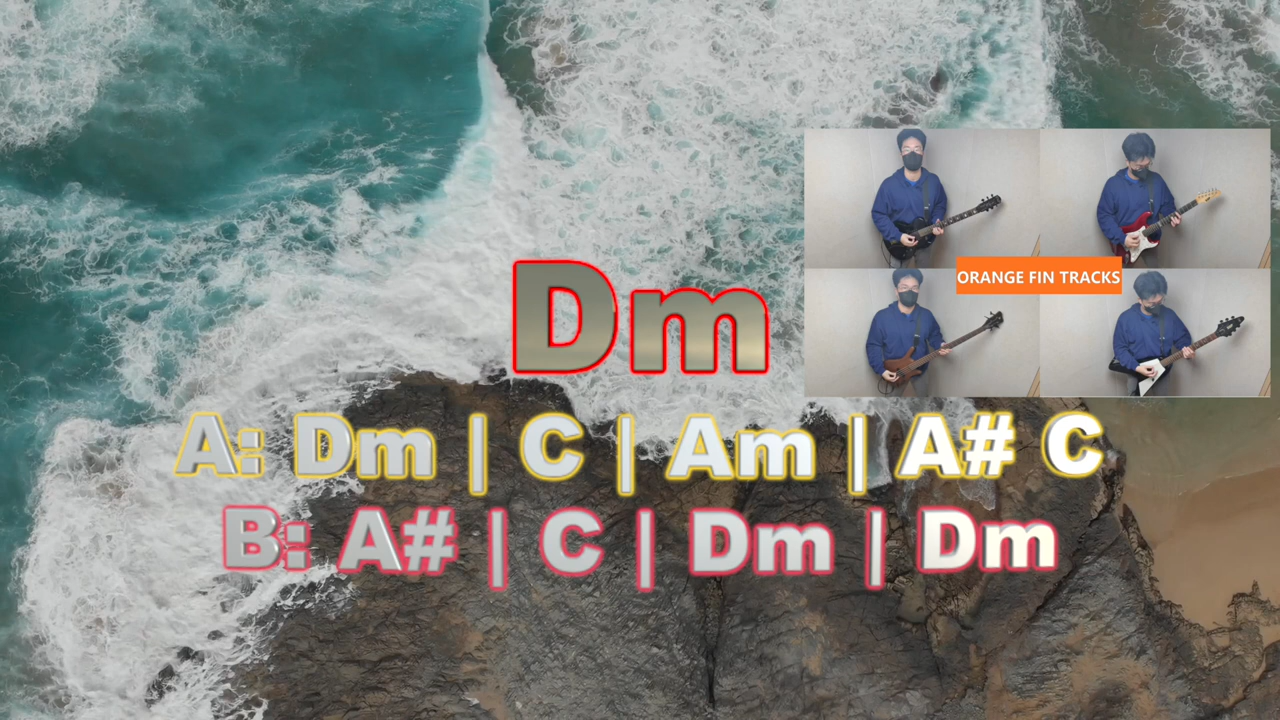 ORANGE FIN TRACKS
Dm
A: Dm | C | Am | A# C
B: A# | C | Dm | Dm